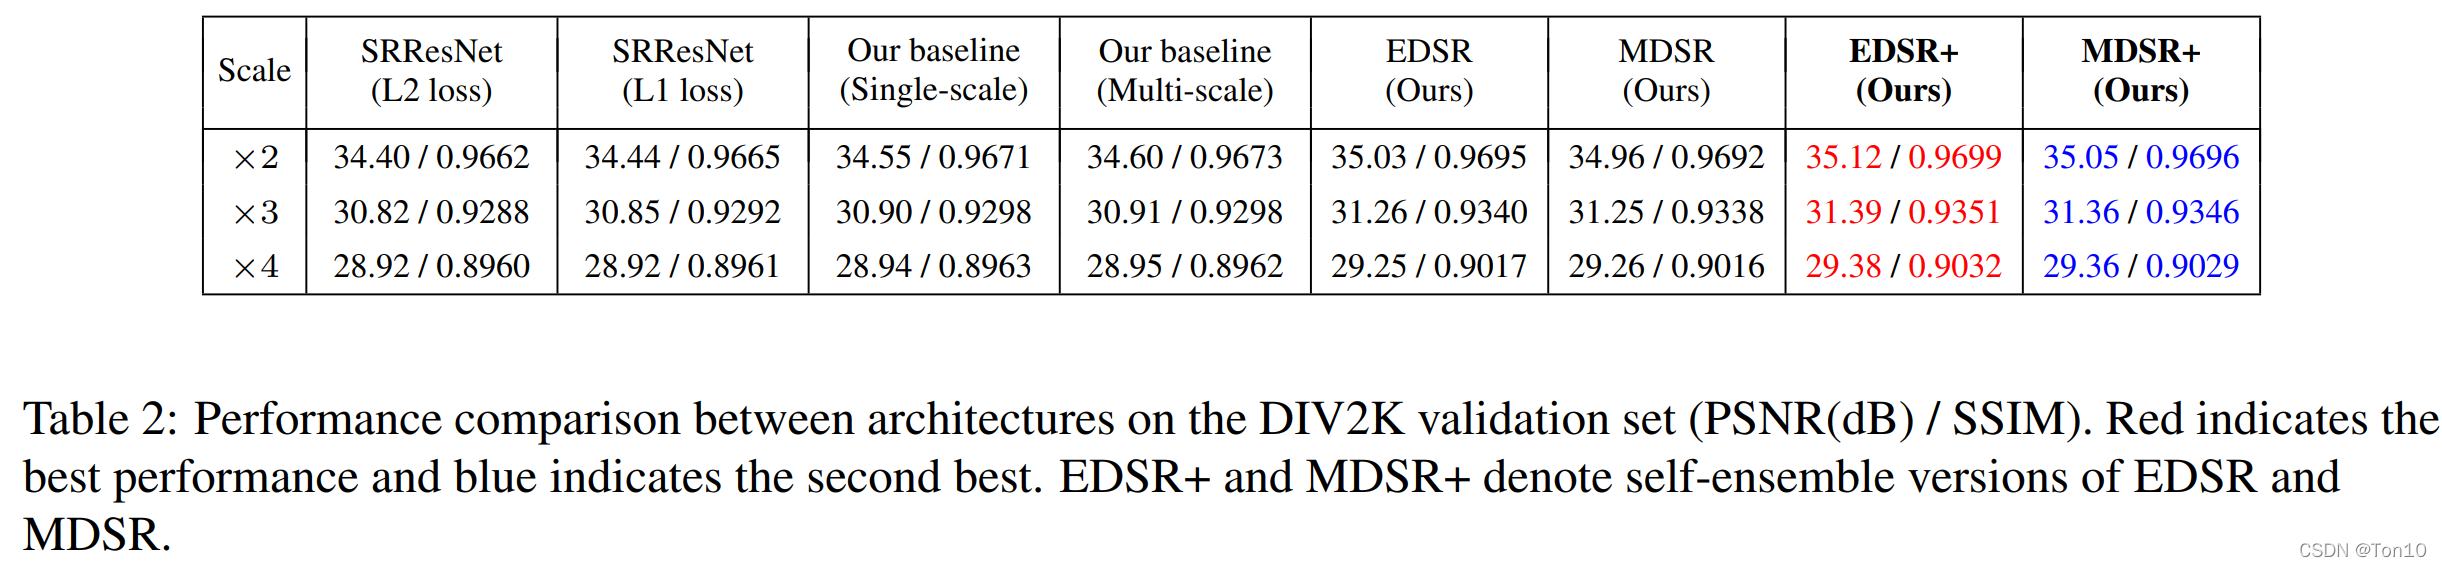 Scale SRResNet (L2 loss) SRResNet (L1 loss) Our baseline (Single-scale) Our baseline (Multi-scale) EDSR (Ours) MDSR (Ours) EDSR+ (Ours) MDSR+ (Ours)
×2 34.40 / 0.9662 34.44 / 0.9665 34.55 / 0.9671 34.60 / 0.9673 35.03 / 0.9695 34.96 / 0.9692 35.12 / 0.9699 35.05 / 0.9696
×3 30.82 / 0.9288 30.85 / 0.9292 30.90 / 0.9298 30.91 / 0.9298 31.26 / 0.9340 31.25 / 0.9338 31.39 / 0.9351 31.36 / 0.9346
×4 28.92 / 0.8960 28.92 / 0.8961 28.94 / 0.8963 28.95 / 0.8962 29.25 / 0.9017 29.26 / 0.9016 29.38 / 0.9032 29.36 / 0.9029
Table 2: Performance comparison between architectures on the DIV2K validation set (PSNR(dB) / SSIM). Red indicates the
best performance and blue indicates the second best. EDSR+ and MDSR+ denote self-ensemble versions of EDSR and
MDSR.
CSDN @Ton10